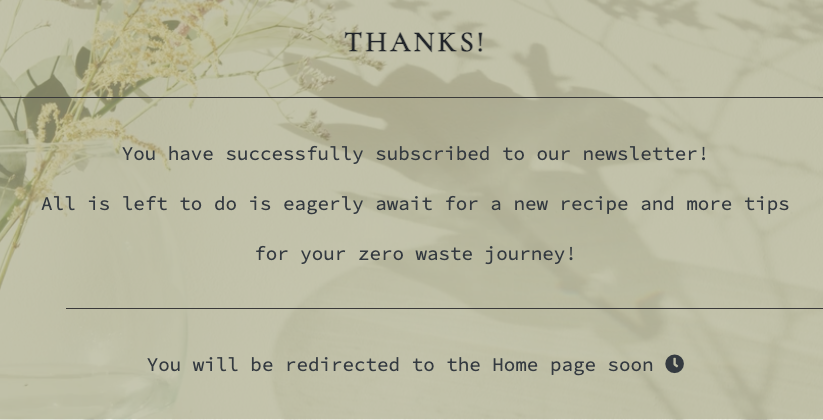 THANKS!
You have successfully subscribed to our newsletter!
All is left to do is eagerly await for a new recipe and more tips
for your zero waste journey!
You will be redirected to the Home page soon